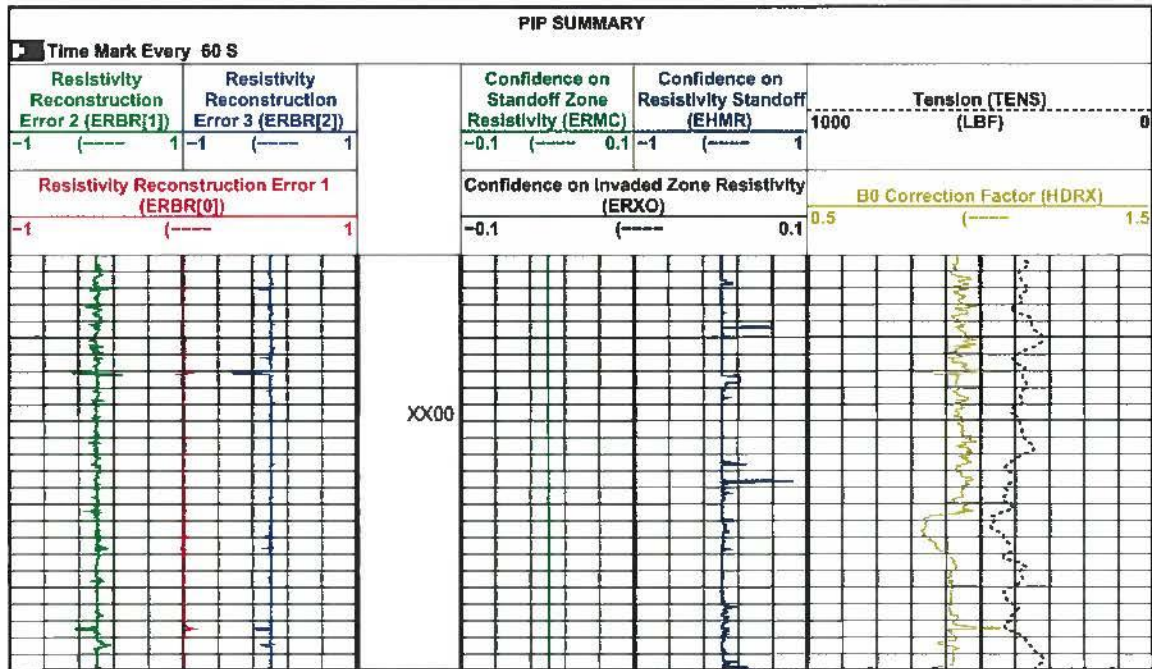 PIP SUMMARY
Time Mark Every 60 S
Resistivity
Reconstruction
Error 2 (ERBR[1])
-1 (---- 1
Resistivity
Reconstruction
Error 3 (ERBR[2])
-1 (---- 1
Confidence on
Standoff Zone
Resistivity (ERMC)
-0.1 (---- 0.1
Confidence on
Resistivity Standoff
(EHMR)
-1 (---- 1
Tension (TENS)
1000 (LBF) 0
Resistivity Reconstruction Error 1
(ERBR[0])
-1 (---- 1
Confidence on Invaded Zone Resistivity
(ERXO)
-0.1 (---- 0.1
B0 Correction Factor (HDRX)
0.5 (---- 1.5
XX00